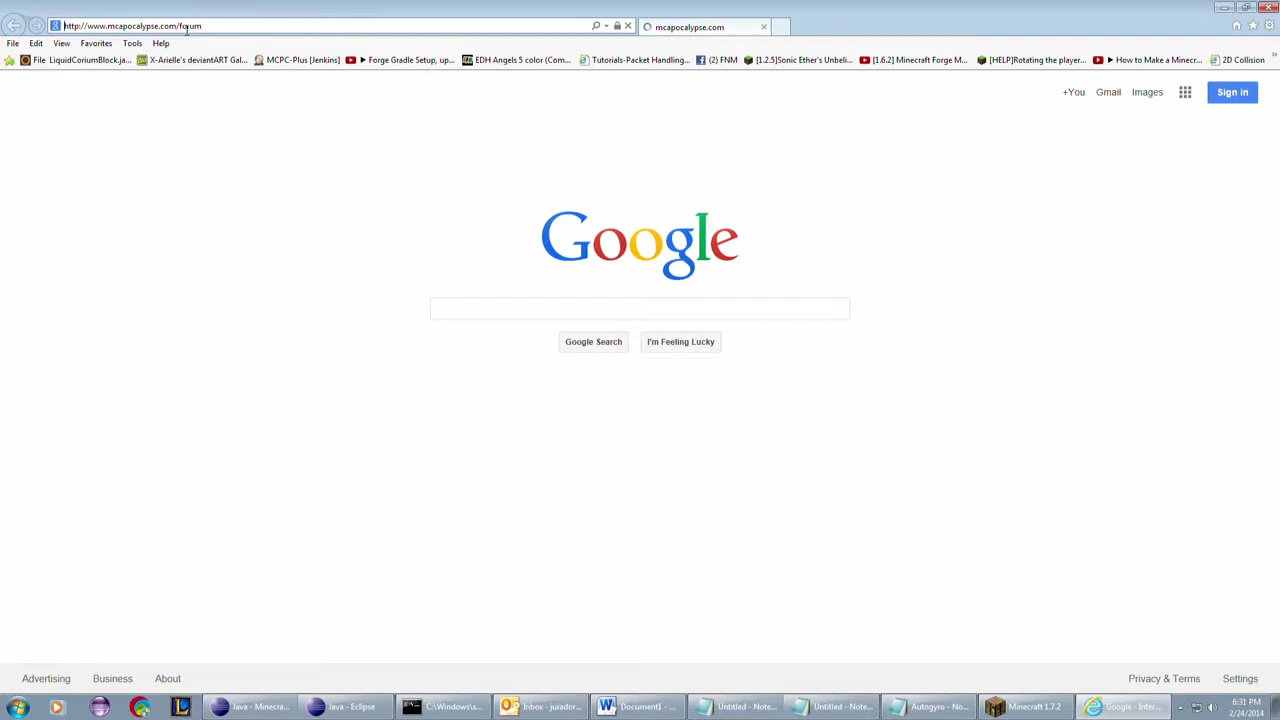 http://www.mcapocalypse.com/forum
mcapocalypse.com
File Edit View Favorites Tools Help
File LiquidCoriumBlock.ja... X-Arielle's deviantART Gal... MCPC-Plus [Jenkins] Forge Gradle Setup, up... EDH Angels 5 color (Com... Tutorials-Packet Handling... (2) FNM [1.2.5]Sonic Ether's Unbeli... [1.6.2] Minecraft Forge M... [HELP]Rotating the player... How to Make a Minecr... 2D Collision
+You Gmail Images Sign in
Google
Google Search I'm Feeling Lucky
Advertising Business About Privacy & Terms Settings
Java - Minecra... Java - Eclipse C:\Windows\s... Inbox - jurador... Document1 - ... Untitled - Note... Untitled - Note... Autogyro - No... Minecraft 1.7.2 Google - Inter... 6:31 PM
2/24/2014